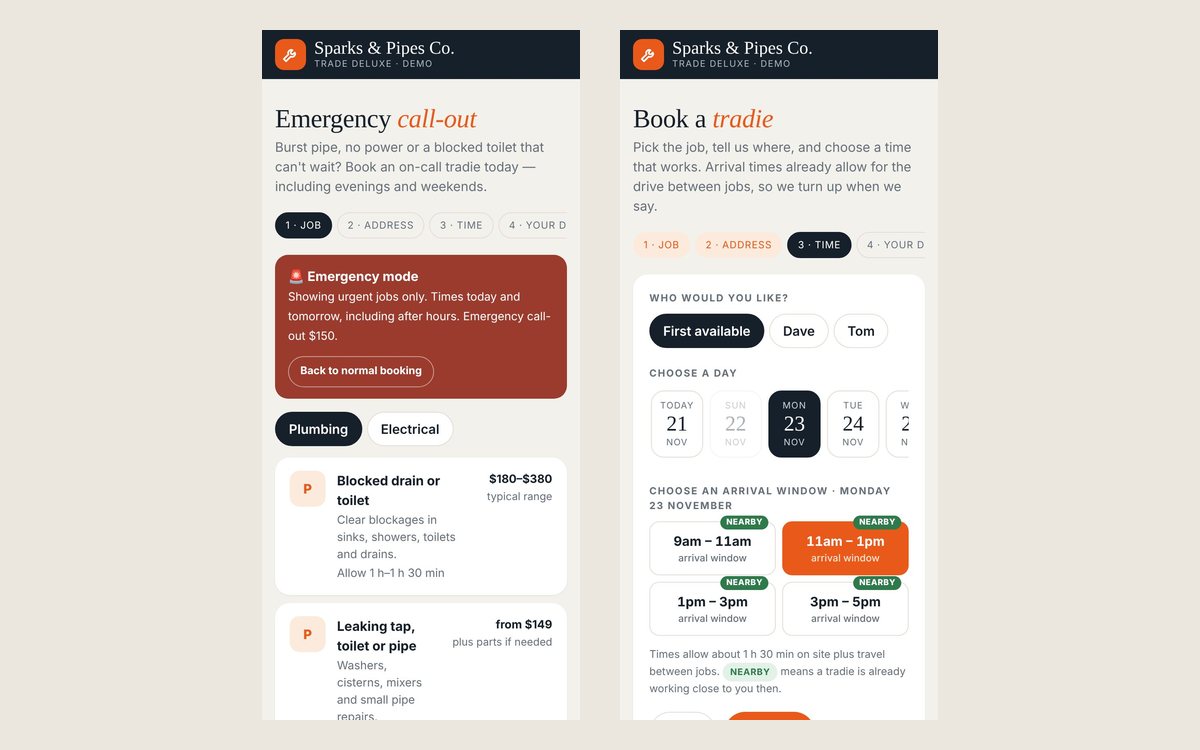 Sparks & Pipes Co.
TRADE DELUXE · DEMO
Emergency call-out
Burst pipe, no power or a blocked toilet that
can't wait? Book an on-call tradie today —
including evenings and weekends.
1 · JOB
2 · ADDRESS
3 · TIME
4 · YOUR D
🚨 Emergency mode
Showing urgent jobs only. Times today and
tomorrow, including after hours. Emergency call-
out $150.
Back to normal booking
Plumbing
Electrical
P
Blocked drain or
toilet
$180–$380
typical range
Clear blockages in
sinks, showers, toilets
and drains.
Allow 1 h–1 h 30 min
P
Leaking tap,
toilet or pipe
from $149
plus parts if needed
Washers,
cisterns, mixers
and small pipe
repairs.
Sparks & Pipes Co.
TRADE DELUXE · DEMO
Book a tradie
Pick the job, tell us where, and choose a time
that works. Arrival times already allow for the
drive between jobs, so we turn up when we
say.
1 · JOB
2 · ADDRESS
3 · TIME
4 · YOUR D
WHO WOULD YOU LIKE?
First available
Dave
Tom
CHOOSE A DAY
TODAY
21
NOV
SUN
22
NOV
MON
23
NOV
TUE
24
NOV
W
2
N
CHOOSE AN ARRIVAL WINDOW · MONDAY
23 NOVEMBER
NEARBY
9am – 11am
arrival window
NEARBY
11am – 1pm
arrival window
NEARBY
1pm – 3pm
arrival window
NEARBY
3pm – 5pm
arrival window
Times allow about 1 h 30 min on site plus travel
between jobs. NEARBY means a tradie is already
working close to you then.